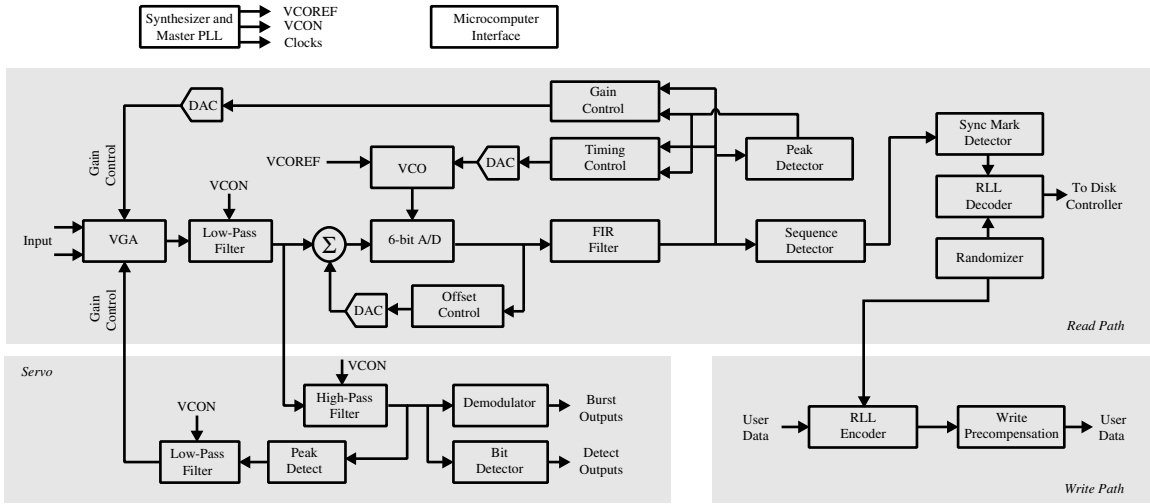 Synthesizer and
Master PLL
VCOREF
VCON
Clocks
Microcomputer
Interface
DAC
Gain
Control
Gain
Control
VCOREF
VCO
DAC
Timing
Control
Peak
Detector
Sync Mark
Detector
RLL
Decoder
To Disk
Controller
VCON
Input
VGA
Low-Pass
Filter
Σ
6-bit A/D
FIR
Filter
Sequence
Detector
Randomizer
Gain
Control
DAC
Offset
Control
Read Path
Servo
VCON
High-Pass
Filter
Demodulator
Burst
Outputs
VCON
Low-Pass
Filter
Peak
Detect
Bit
Detector
Detect
Outputs
User
Data
RLL
Encoder
Write
Precompensation
User
Data
Write Path